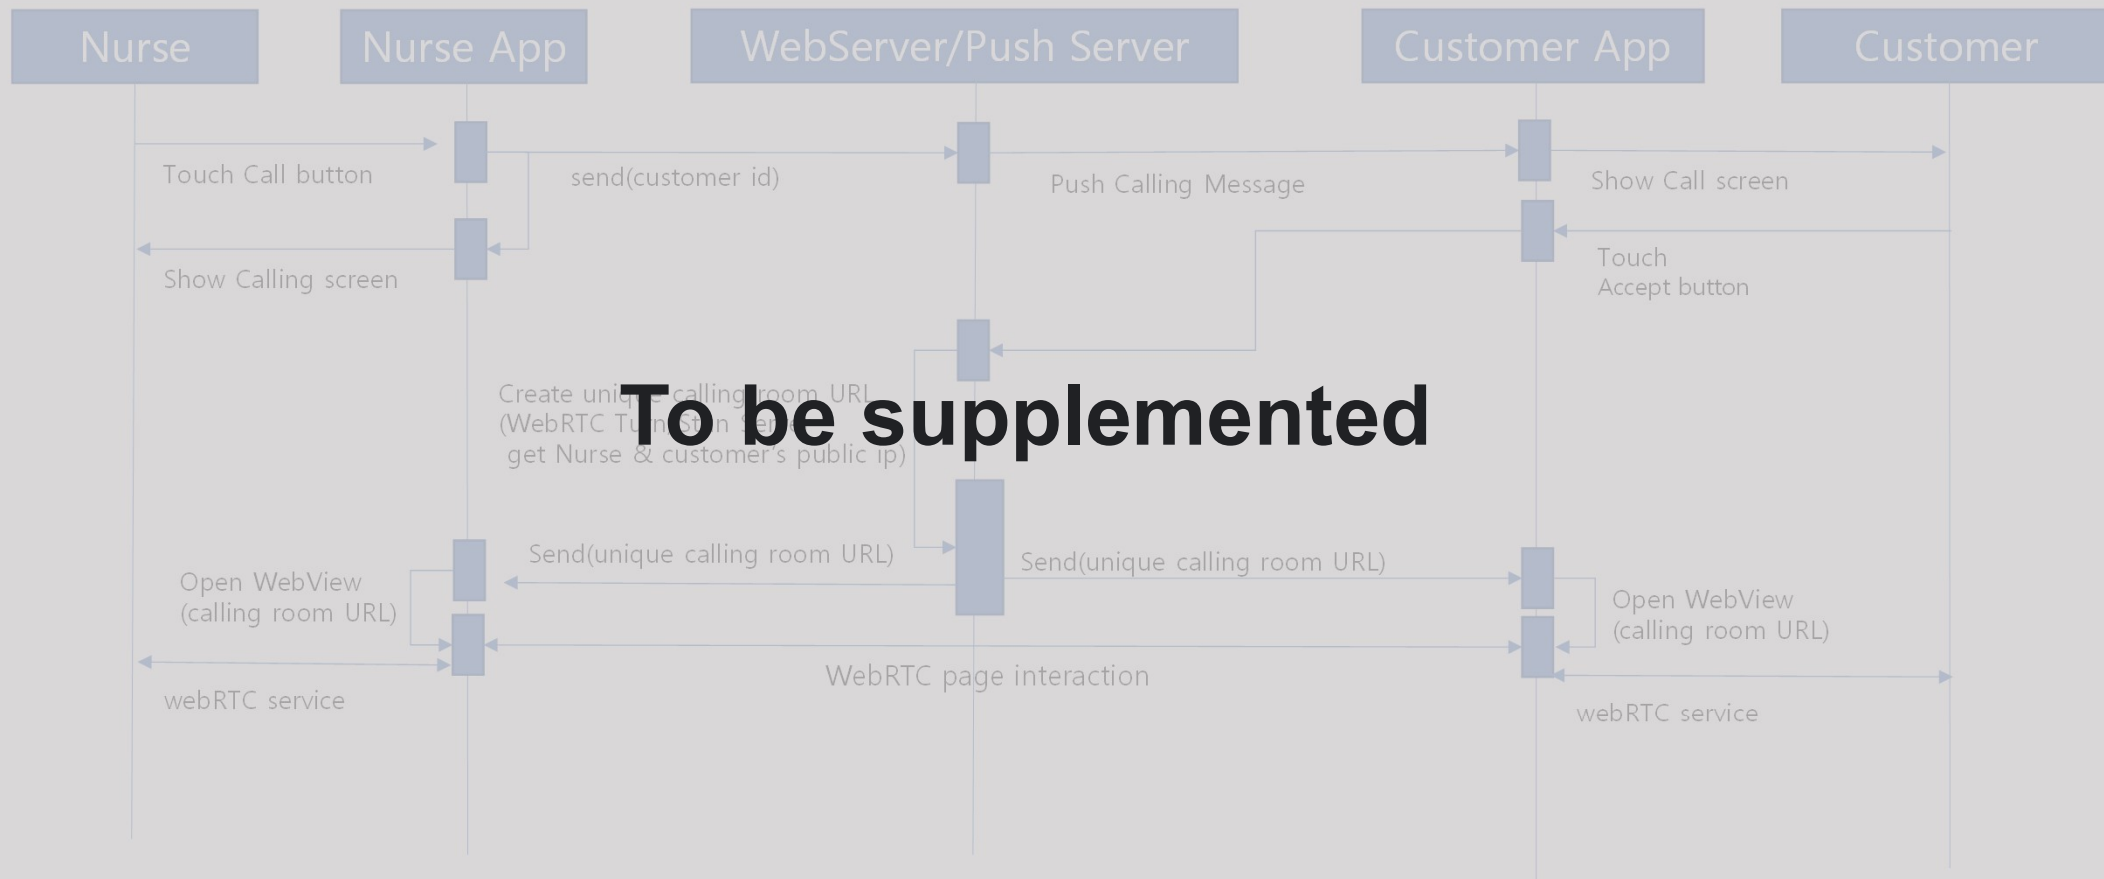 Nurse
Nurse App
WebServer/Push Server
Customer App
Customer
Touch Call button
send(customer id)
Push Calling Message
Show Call screen
Show Calling screen
Touch
Accept button
Create unique calling room URL
(WebRTC Turn/Stun
get Nurse & customer's public ip)
To be supplemented
Send(unique calling room URL)
Send(unique calling room URL)
Open WebView
(calling room URL)
Open WebView
(calling room URL)
WebRTC page interaction
webRTC service
webRTC service